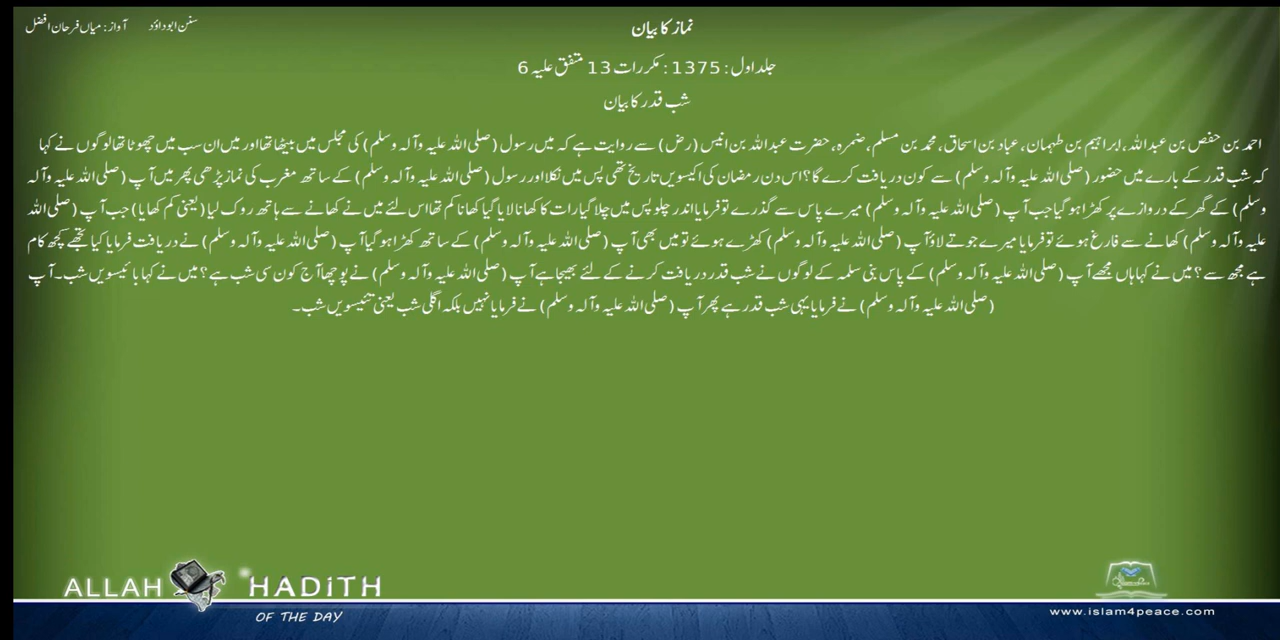 سنن ابوداؤد    آواز: میاں فرحان افضل
نماز کا بیان
جلد اول : 1375 : مکررات 13 متفق علیہ 6
شب قدر کا بیان
احمد بن حفص بن عبداللہ، ابراہیم بن طہمان، عباد بن اسحاق، محمد بن مسلم، ضمرہ، حضرت عبداللہ بن انیس (رض) سے روایت ہے کہ میں رسول (صلی اللہ علیہ وآلہ وسلم) کی مجلس میں بیٹھا تھا اور میں ان سب میں چھوٹا تھا لوگوں نے کہا
کہ شب قدر کے بارے میں حضور (صلی اللہ علیہ وآلہ وسلم) سے کون دریافت کرے گا؟ اس دن رمضان کی اکیسویں تاریخ تھی پس میں نکلا اور رسول (صلی اللہ علیہ وآلہ وسلم) کے ساتھ مغرب کی نماز پڑھی پھر میں آپ (صلی اللہ علیہ وآلہ
وسلم) کے گھر کے دروازے پر کھڑا ہو گیا جب آپ (صلی اللہ علیہ وآلہ وسلم) میرے پاس سے گذرے تو فرمایا اندر چلو پس میں چلا گیا رات کا کھانا لایا گیا کھانا کم تھا اس لئے میں نے کھانے سے ہاتھ روک لیا (یعنی کم کھایا) جب آپ (صلی اللہ
علیہ وآلہ وسلم) کھانے سے فارغ ہوئے تو فرمایا میرے جوتے لاؤ آپ (صلی اللہ علیہ وآلہ وسلم) کھڑے ہوئے تو میں بھی آپ (صلی اللہ علیہ وآلہ وسلم) کے ساتھ کھڑا ہو گیا آپ (صلی اللہ علیہ وآلہ وسلم) نے دریافت فرمایا کیا تجھے کچھ کام
ہے مجھ سے؟ میں نے کہا ہاں مجھے آپ (صلی اللہ علیہ وآلہ وسلم) کے پاس بنی سلمہ کے لوگوں نے شب قدر دریافت کرنے کے لئے بھیجا ہے آپ (صلی اللہ علیہ وآلہ وسلم) نے پوچھا آج کون سی شب ہے؟ میں نے کہا بائیسویں شب۔ آپ
(صلی اللہ علیہ وآلہ وسلم) نے فرمایا یہی شب قدر ہے پھر آپ (صلی اللہ علیہ وآلہ وسلم) نے فرمایا نہیں بلکہ اگلی شب یعنی تئیسویں شب۔
ALLAH HADITH
OF THE DAY
www.islam4peace.com